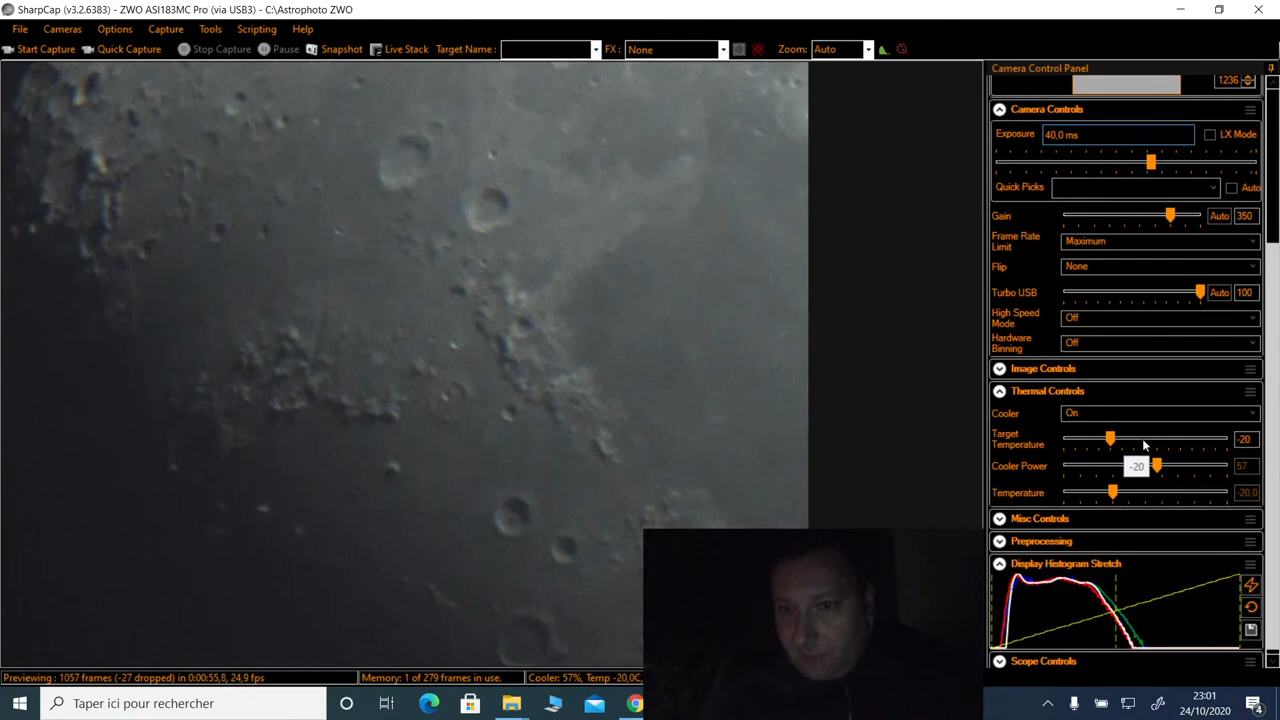 SharpCap (v3.2.6383) - ZWO ASI183MC Pro (via USB3) - C:\Astrophoto ZWO
File Cameras Options Capture Tools Scripting Help
Start Capture Quick Capture Stop Capture Pause Snapshot Live Stack Target Name : FX : None Zoom: Auto
Camera Control Panel
1236
Camera Controls
Exposure 40,0 ms LX Mode
Quick Picks Auto
Gain Auto 350
Frame Rate
Limit Maximum
Flip None
Turbo USB Auto 100
High Speed
Mode Off
Hardware
Binning Off
Image Controls
Thermal Controls
Cooler On
Target
Temperature -20
Cooler Power -20 57
Temperature -20,0
Misc Controls
Preprocessing
Display Histogram Stretch
Scope Controls
Previewing : 1057 frames (-27 dropped) in 0:00:55,8, 24,9 fps Memory: 1 of 279 frames in use. Cooler: 57%, Temp -20,0C,
Taper ici pour rechercher
23:01
24/10/2020
4